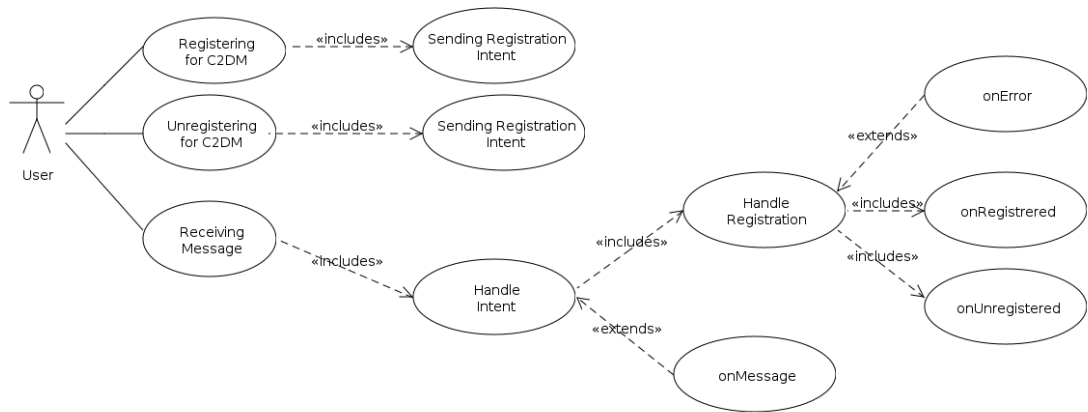 Registering
for C2DM
«includes»
Sending Registration
Intent
User
Unregistering
for C2DM
«includes»
Sending Registration
Intent
Receiving
Message
«includes»
Handle
Intent
«includes»
«extends»
onMessage
Handle
Registration
«extends»
onError
«includes»
onRegistrered
«includes»
onUnregistered